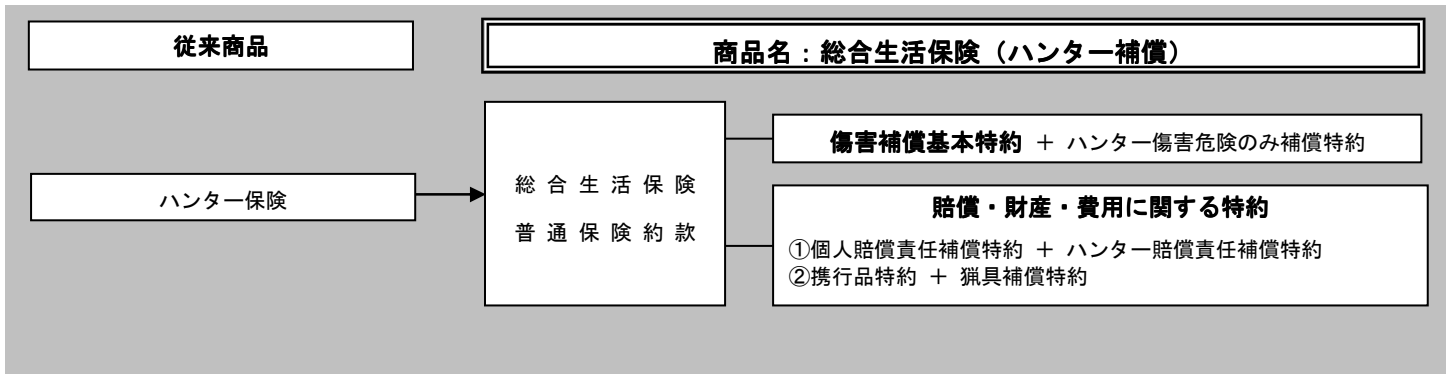 従来商品
商品名：総合生活保険（ハンター補償）
ハンター保険
総合生活保険
普通保険約款
傷害補償基本特約 ＋ ハンター傷害危険のみ補償特約
賠償・財産・費用に関する特約
①個人賠償責任補償特約 ＋ ハンター賠償責任補償特約
②携行品特約 ＋ 猟具補償特約